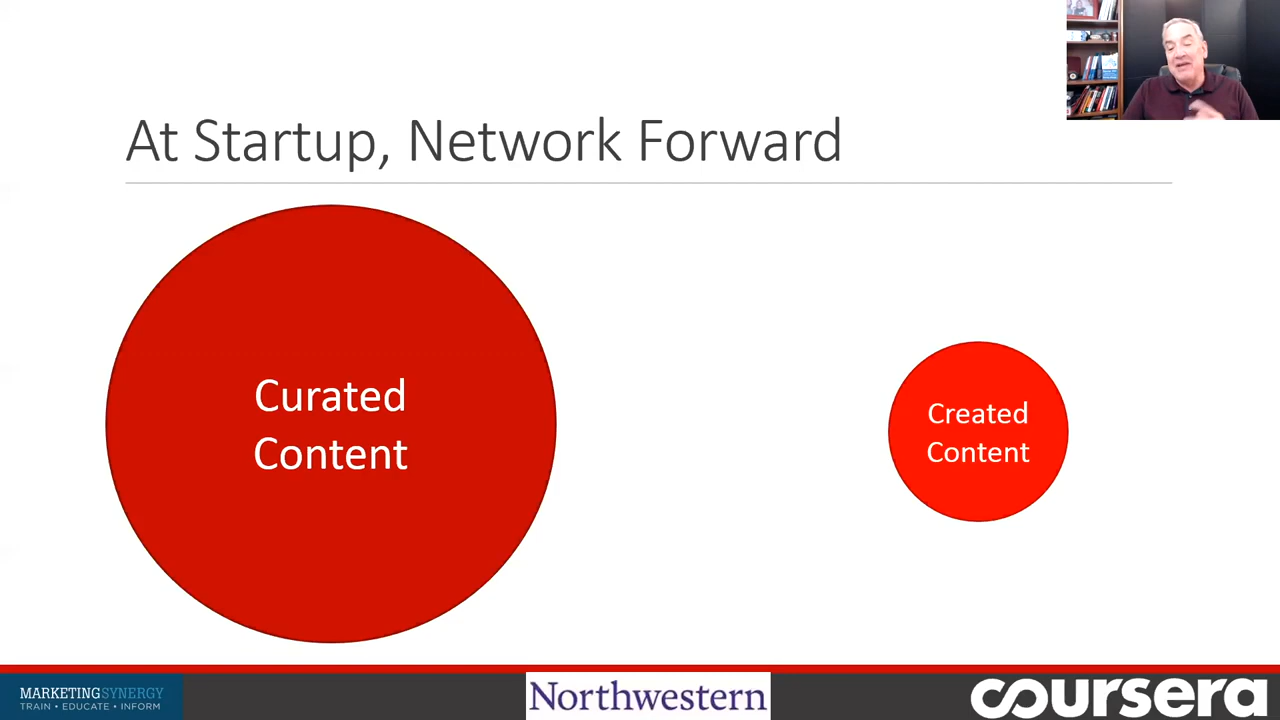 At Startup, Network Forward
Curated
Content
Created
Content
MARKETINGSYNERGY
TRAIN • EDUCATE • INFORM
Northwestern
coursera